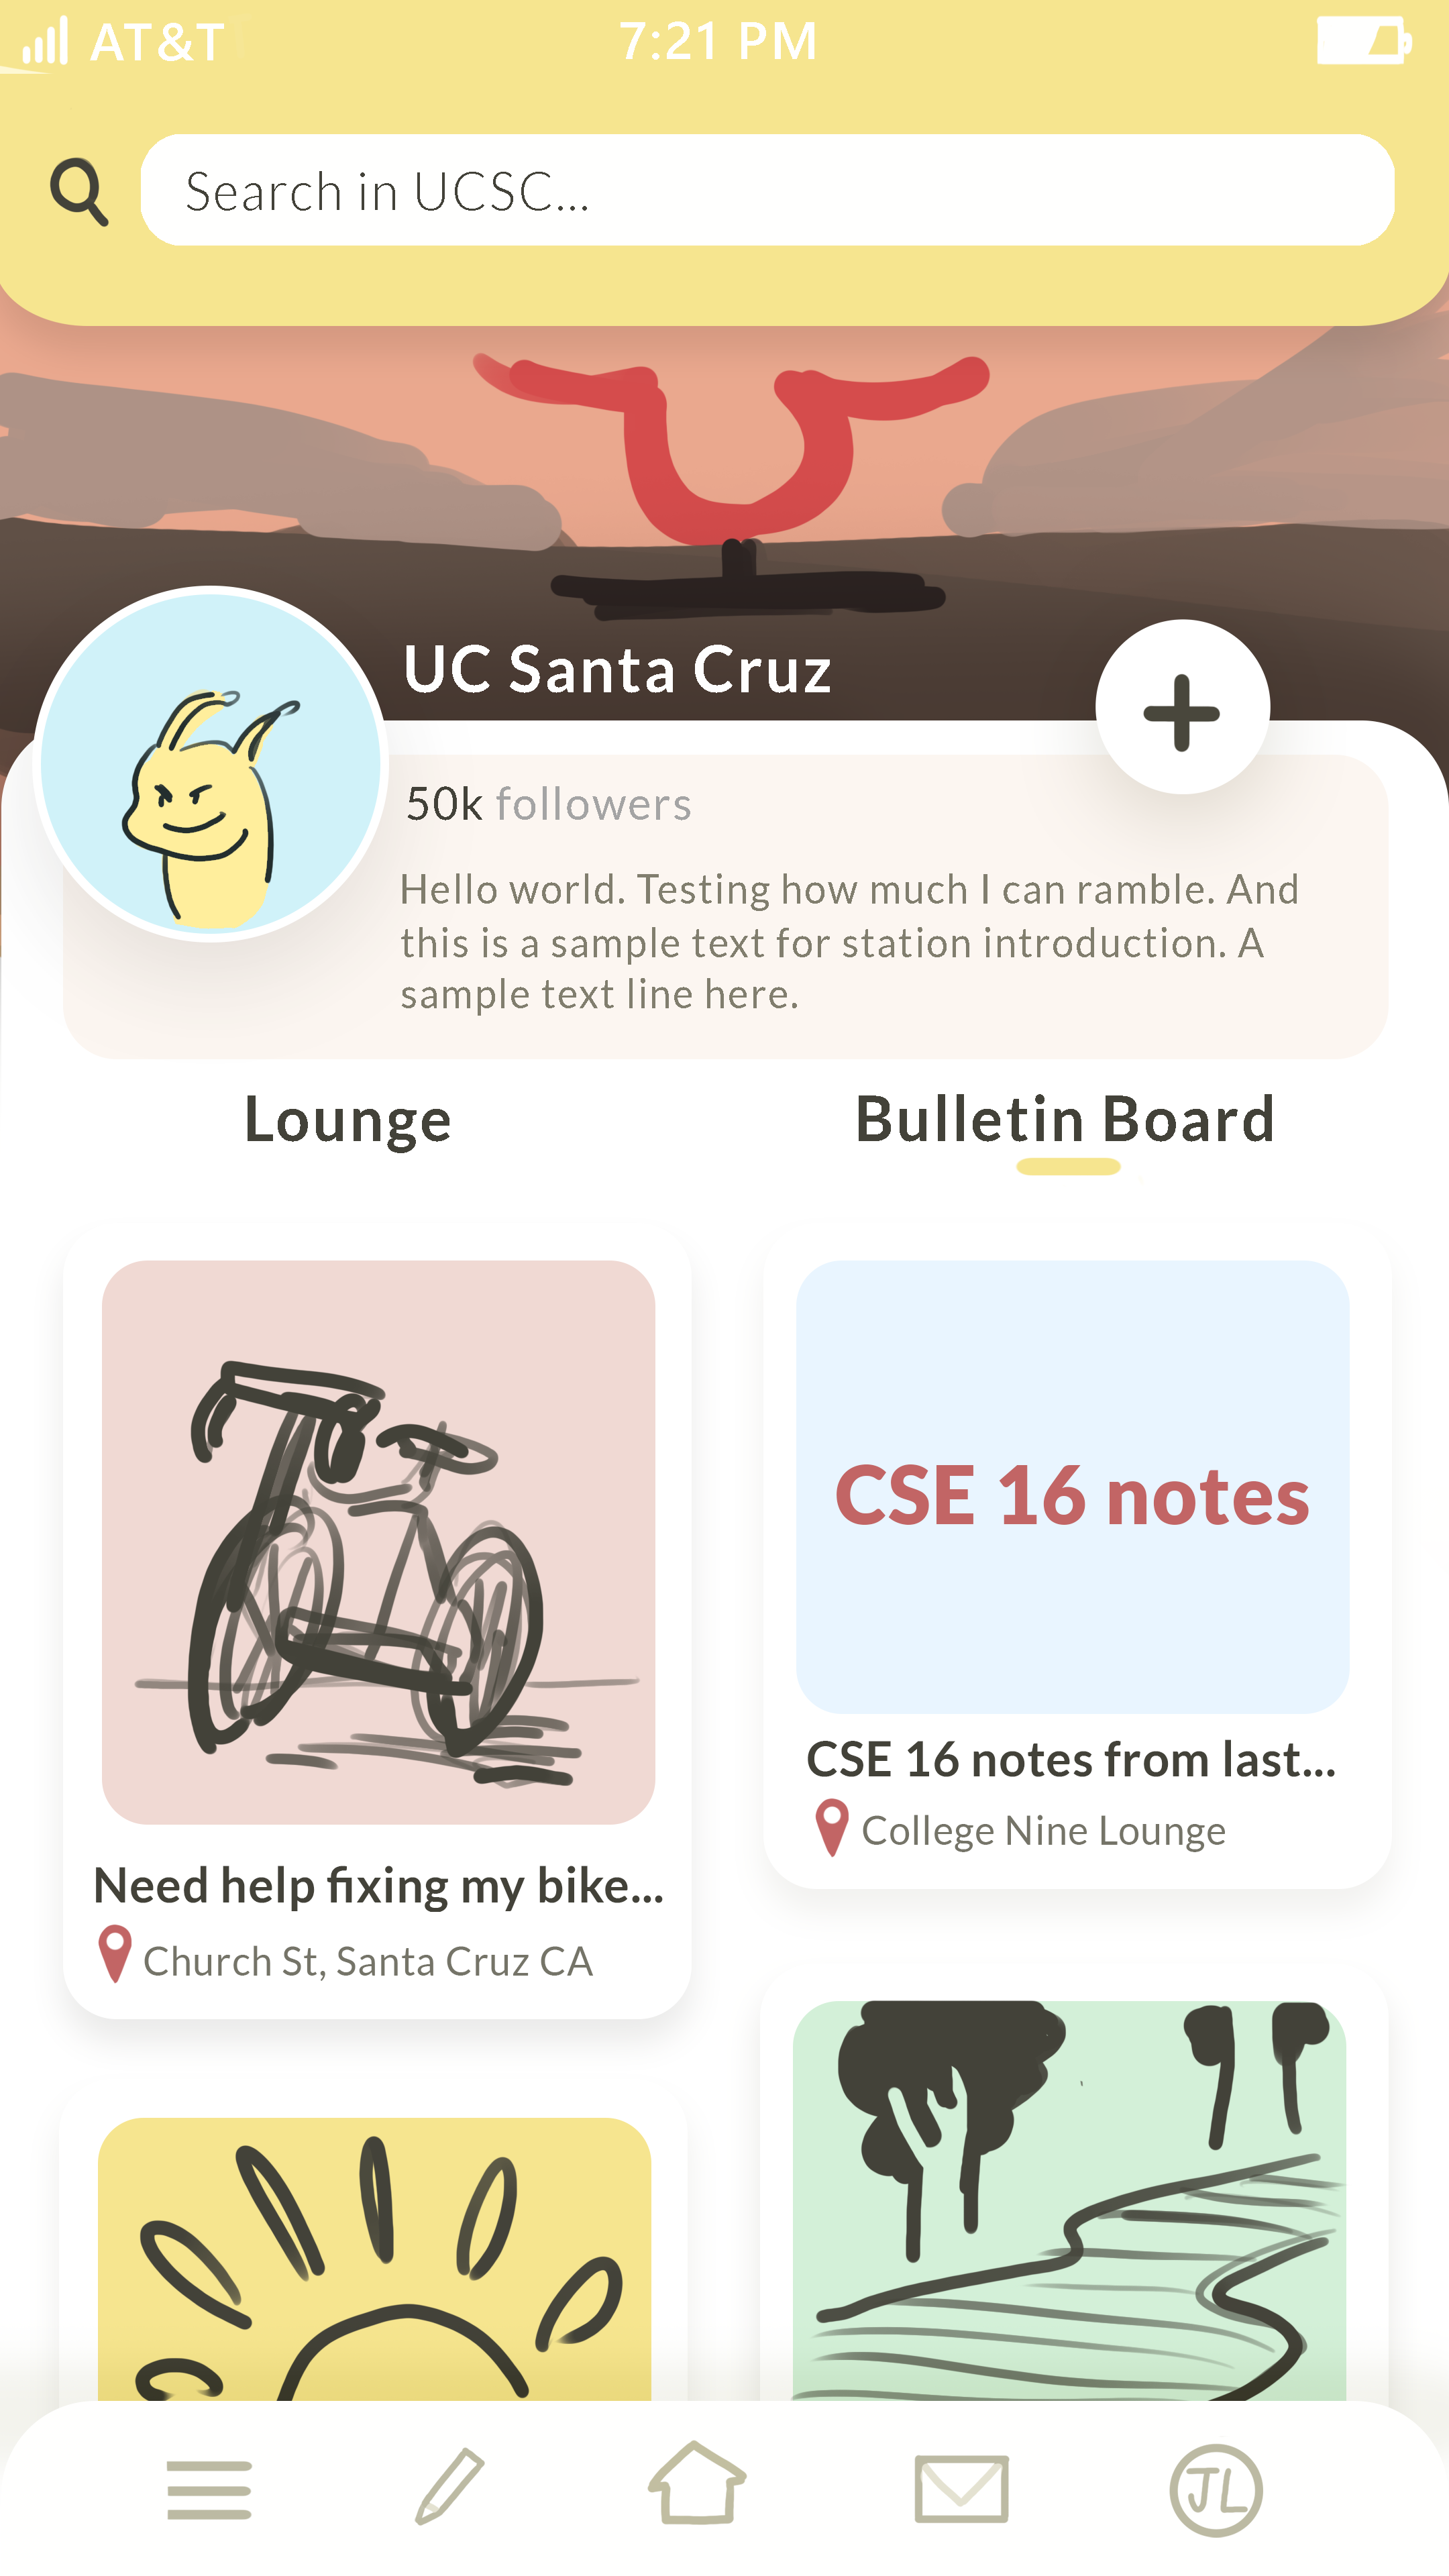 AT&T 7:21 PM
Search in UCSC...
UC Santa Cruz
50k followers
Hello world. Testing how much I can ramble. And
this is a sample text for station introduction. A
sample text line here.
Lounge
Bulletin Board
CSE 16 notes
CSE 16 notes from last...
College Nine Lounge
Need help fixing my bike...
Church St, Santa Cruz CA
JL